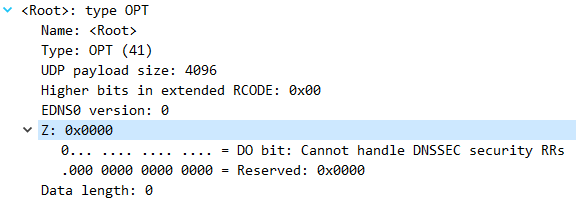 <Root>: type OPT
Name: <Root>
Type: OPT (41)
UDP payload size: 4096
Higher bits in extended RCODE: 0x00
EDNS0 version: 0
Z: 0x0000
0... .... .... .... = DO bit: Cannot handle DNSSEC security RRs
.000 0000 0000 0000 = Reserved: 0x0000
Data length: 0